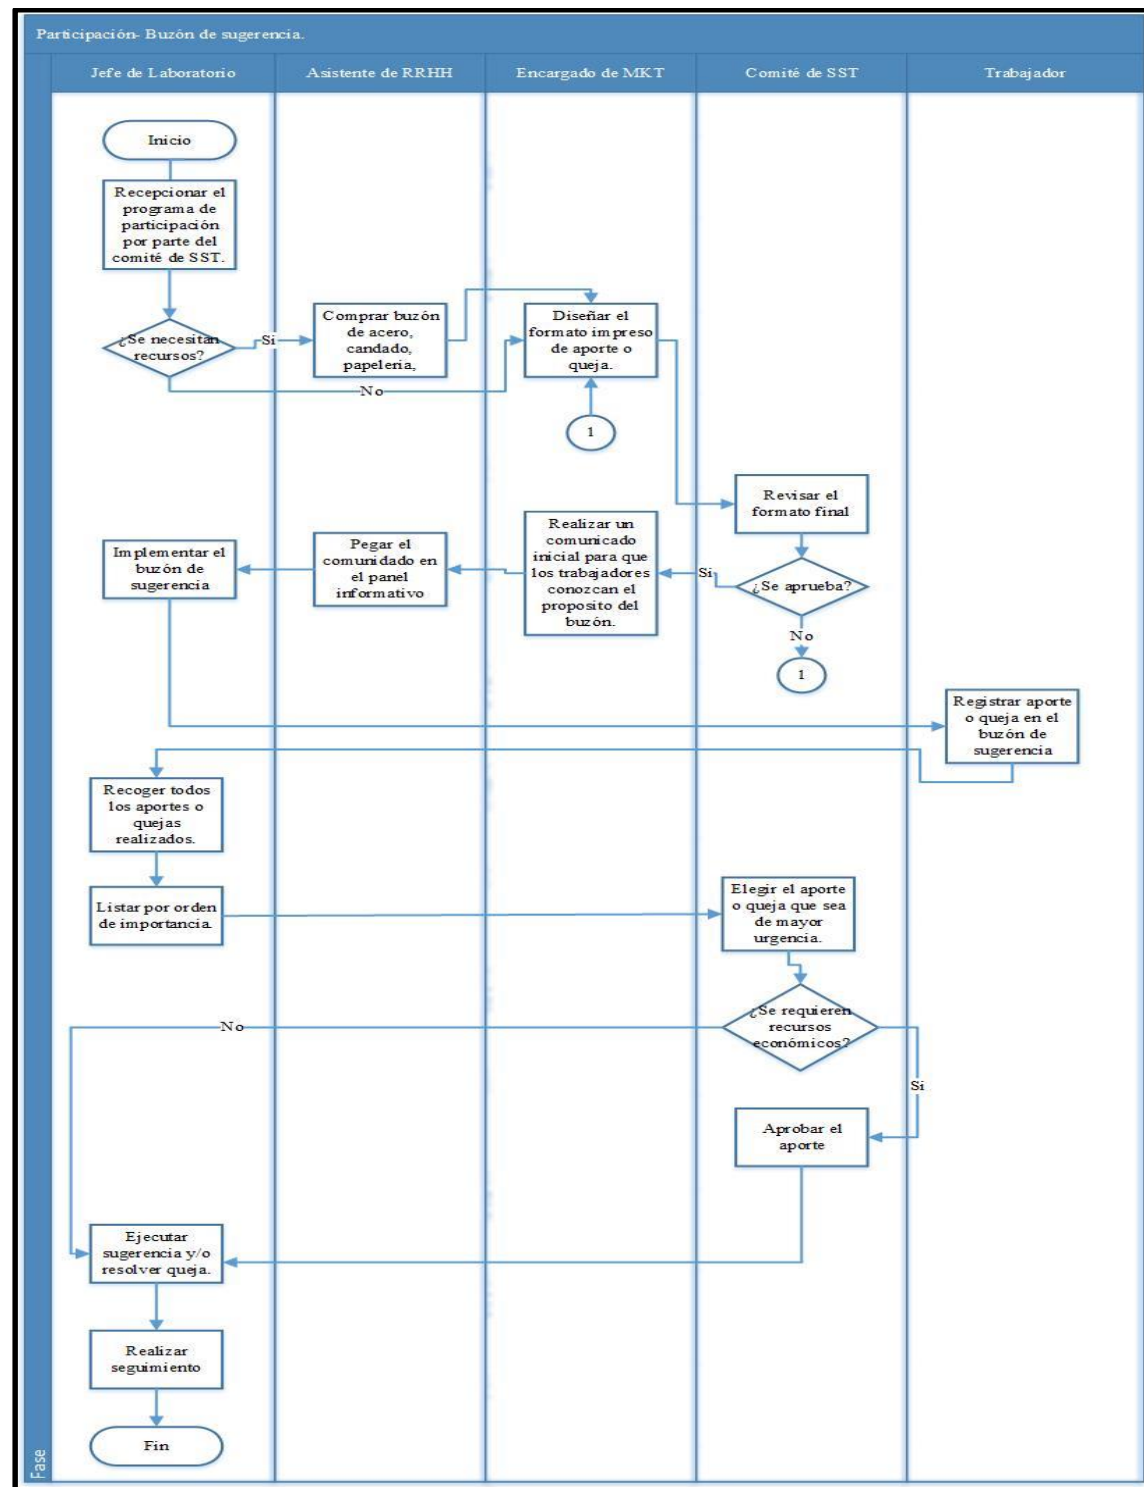 Participación- Buzón de sugerencia.
Jefe de Laboratorio
Asistente de RRHH
Encargado de MKT
Comité de SST
Trabajador
Inicio
Recepcionar el
programa de
participación
por parte del
comité de SST.
¿Se necesitan
recursos?
Si
Comprar buzón
de acero,
candado,
papeleria,
No
Diseñar el
formato impreso
de aporte o
queja.
1
Revisar el
formato final
¿Se aprueba?
Si
No
1
Realizar un
comunicado
inicial para que
los trabajadores
conozcan el
proposito del
buzón.
Pegar el
comunidado en
el panel
informativo
Implementar el
buzón de
sugerencia
Registrar aporte
o queja en el
buzón de
sugerencia
Recoger todos
los aportes o
quejas
realizados.
Listar por orden
de importancia.
Elegir el aporte
o queja que sea
de mayor
urgencia.
¿Se requieren
recursos
económicos?
No
Si
Aprobar el
aporte
Ejecutar
sugerencia y/o
resolver queja.
Realizar
seguimiento
Fin
Fase